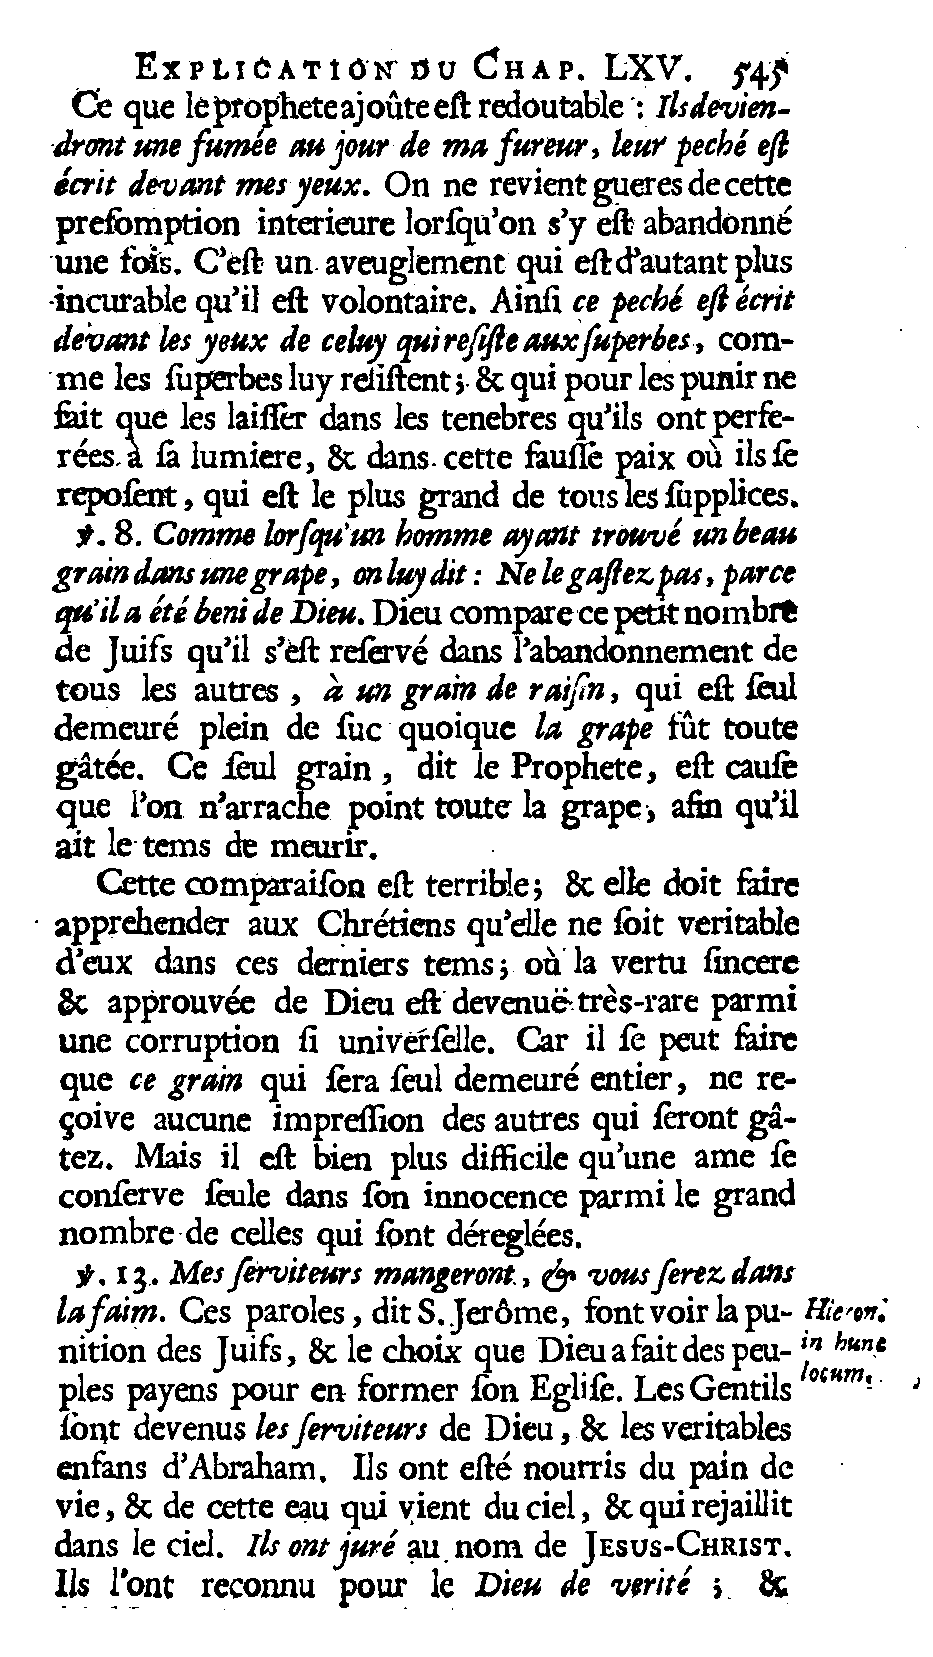 EXPLICATION DU CHAP. LXV. 545
Ce que le prophete ajoûte eſt redoutable : Ils devien-
dront une fumée au jour de ma fureur, leur peché eſt
écrit devant mes yeux. On ne revient gueres de cette
preſomption interieure lorſqu'on s'y eſt abandonné
une fois. C'eſt un aveuglement qui eſt d'autant plus
incurable qu'il eſt volontaire. Ainſi ce peché eſt écrit
devant les yeux de celuy qui reſiſte aux ſuperbes, com-
me les ſuperbes luy reſiſtent ; & qui pour les punir ne
fait que les laiſſer dans les tenebres qu'ils ont prefe-
rées à ſa lumiere, & dans cette fauſſe paix où ils ſe
repoſent, qui eſt le plus grand de tous les ſupplices.
℣. 8. Comme lorſqu'un homme ayant trouvé un beau
grain dans une grape, on luy dit : Ne le gaſtez pas, parce
qu'il a été beni de Dieu. Dieu compare ce petit nombre
de Juifs qu'il s'eſt reſervé dans l'abandonnement de
tous les autres, à un grain de raiſin, qui eſt ſeul
demeuré plein de ſuc quoique la grape fût toute
gâtée. Ce ſeul grain, dit le Prophete, eſt cauſe
que l'on n'arrache point toute la grape, afin qu'il
ait le tems de meurir.
Cette comparaiſon eſt terrible; & elle doit faire
apprehender aux Chrétiens qu'elle ne ſoit veritable
d'eux dans ces derniers tems; où la vertu ſincere
& approuvée de Dieu eſt devenuë très-rare parmi
une corruption ſi univerſelle. Car il ſe peut faire
que ce grain qui ſera ſeul demeuré entier, ne re-
çoive aucune impreſſion des autres qui ſeront gâ-
tez. Mais il eſt bien plus difficile qu'une ame ſe
conſerve ſeule dans ſon innocence parmi le grand
nombre de celles qui ſont déreglées.
℣. 13. Mes ſerviteurs mangeront, & vous ſerez dans
la faim. Ces paroles, dit S. Jerôme, font voir la pu-
nition des Juifs, & le choix que Dieu a fait des peu-
ples payens pour en former ſon Egliſe. Les Gentils
ſont devenus les ſerviteurs de Dieu, & les veritables
enfans d'Abraham. Ils ont eſté nourris du pain de
vie, & de cette eau qui vient du ciel, & qui rejaillit
dans le ciel. Ils ont juré au nom de JESUS-CHRIST.
Ils l'ont reconnu pour le Dieu de verité ; &
Hieron.
in hunc
locum.